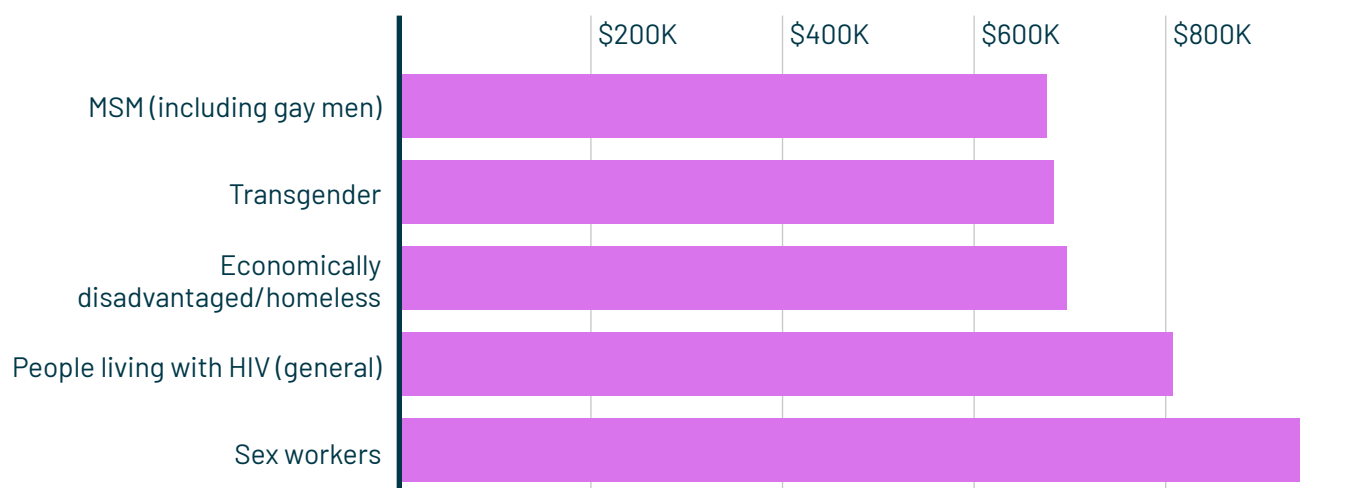 $200K $400K $600K $800K
MSM (including gay men)
Transgender
Economically
disadvantaged/homeless
People living with HIV (general)
Sex workers